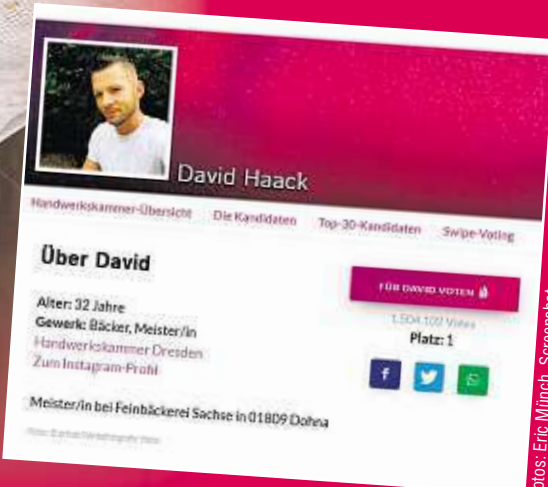 David Haack
Handwerkskammer-Übersicht Die Kandidaten Top-30-Kandidaten Swipe-Voting
Über David
FÜR DAVID VOTEN
1.504.102 Votes
Platz: 1
Alter: 32 Jahre
Gewerk: Bäcker, Meister/in
Handwerkskammer Dresden
Zum Instagram-Profil
Meister/in bei Feinbäckerei Sachse in 01809 Dohna
Eric Münch, Screenshot